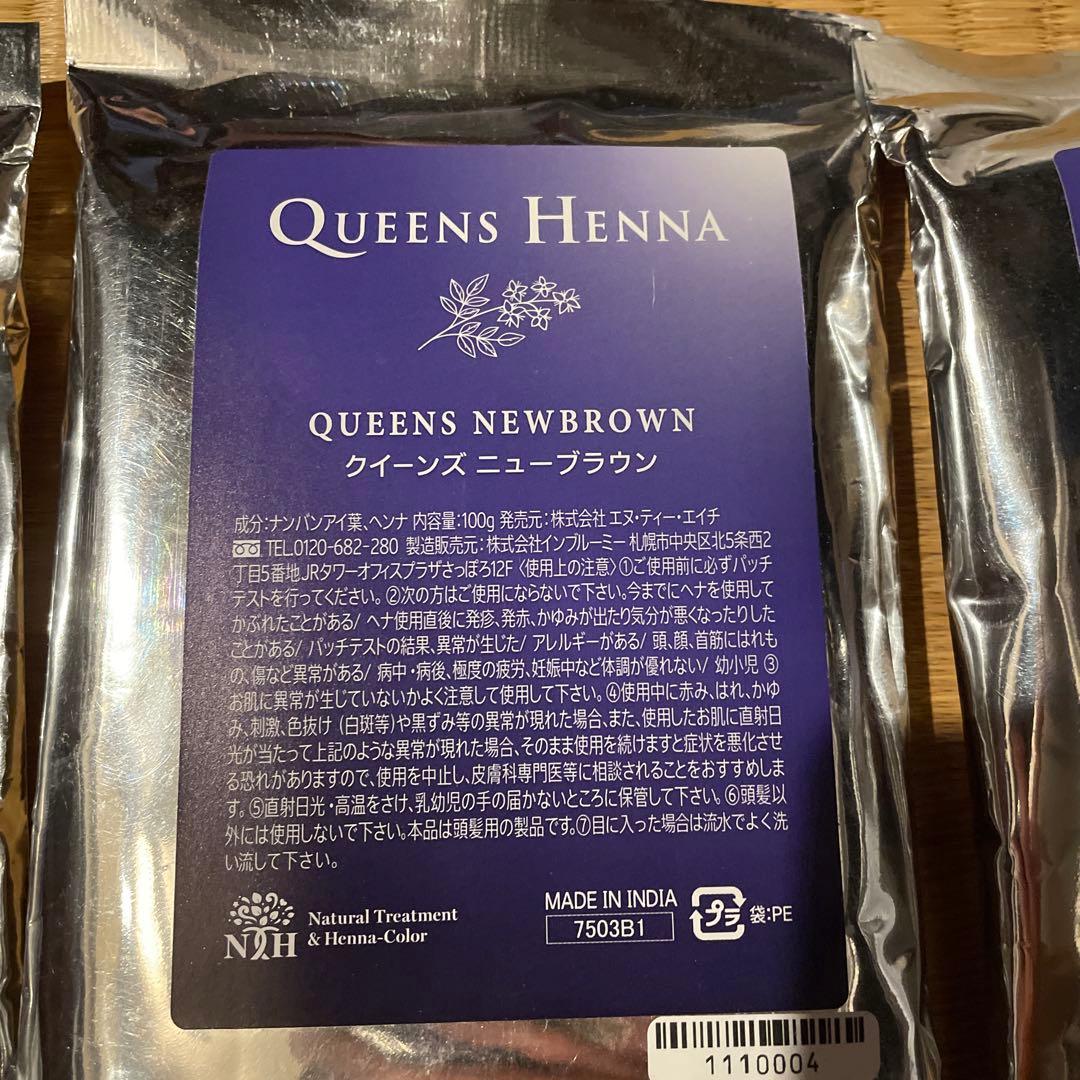 QUEENS HENNA
QUEENS NEWBROWN
クイーンズ ニューブラウン
成分:ナンバンアイ葉、ヘンナ 内容量:100g 発売元:株式会社 エヌ・ティー・エイチ
TEL.0120-682-280 製造販売元:株式会社インブルーミー 札幌市中央区北5条西2
丁目5番地JRタワーオフィスプラザさっぽろ12F〈使用上の注意〉①ご使用前に必ずパッチ
テストを行ってください。②次の方はご使用にならないで下さい。今までにヘナを使用して
かぶれたことがある/ ヘナ使用直後に発疹、発赤、かゆみが出たり気分が悪くなったりした
ことがある/ パッチテストの結果、異常が生じた/ アレルギーがある/ 頭、顔、首筋にはれも
の、傷など異常がある/ 病中・病後、極度の疲労、妊娠中など体調が優れない/ 幼小児 ③
お肌に異常が生じていないかよく注意して使用して下さい。④使用中に赤み、はれ、かゆ
み、刺激、色抜け (白斑等)や黒ずみ等の異常が現れた場合、また、使用したお肌に直射日
光が当たって上記のような異常が現れた場合、そのまま使用を続けますと症状を悪化させ
る恐れがありますので、使用を中止し、皮膚科専門医等に相談されることをおすすめしま
す。⑤直射日光・高温をさけ、乳幼児の手の届かないところに保管して下さい。⑥頭髪以
外には使用しないで下さい。本品は頭髪用の製品です。⑦目に入った場合は流水でよく洗
い流して下さい。
NTH
Natural Treatment
& Henna-Color
MADE IN INDIA
7503B1
プラ 袋:PE
1110004